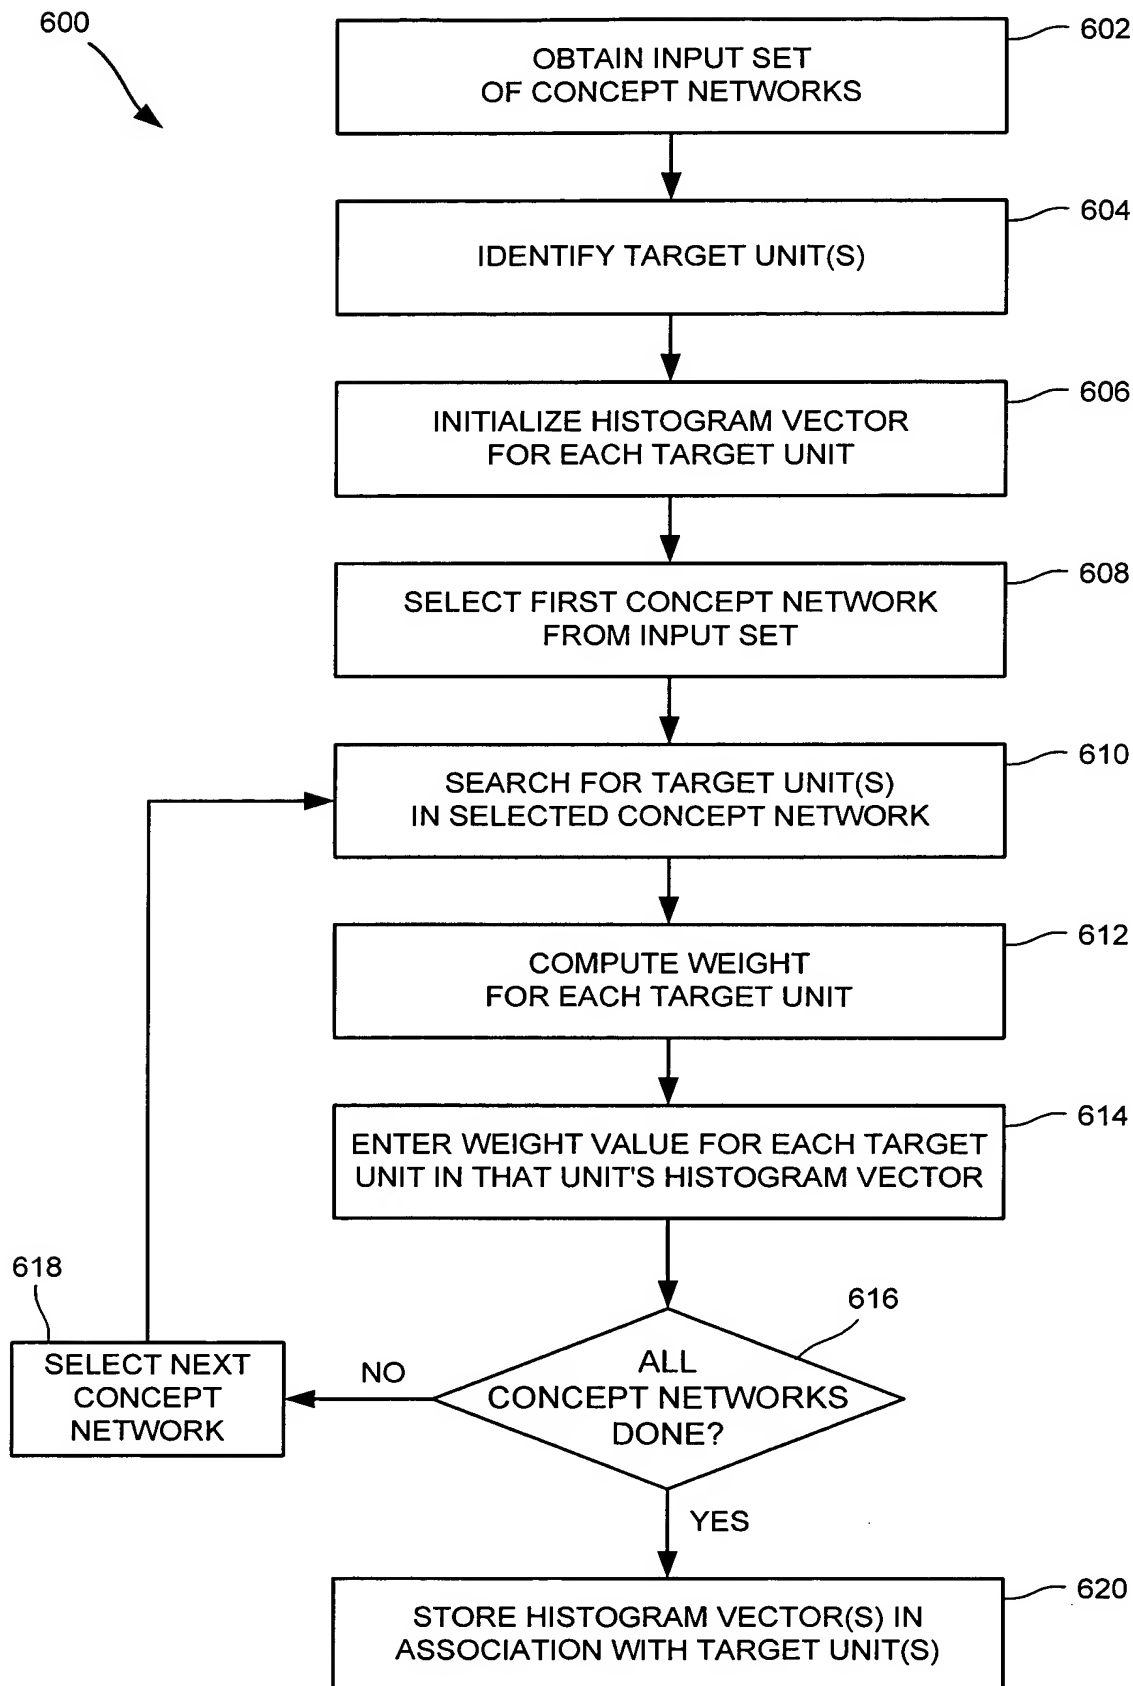 600
602
OBTAIN INPUT SET
OF CONCEPT NETWORKS
604
IDENTIFY TARGET UNIT(S)
606
INITIALIZE HISTOGRAM VECTOR
FOR EACH TARGET UNIT
608
SELECT FIRST CONCEPT NETWORK
FROM INPUT SET
610
SEARCH FOR TARGET UNIT(S)
IN SELECTED CONCEPT NETWORK
612
COMPUTE WEIGHT
FOR EACH TARGET UNIT
614
ENTER WEIGHT VALUE FOR EACH TARGET
UNIT IN THAT UNIT'S HISTOGRAM VECTOR
616
ALL
CONCEPT NETWORKS
DONE?
NO
618
SELECT NEXT
CONCEPT
NETWORK
YES
620
STORE HISTOGRAM VECTOR(S) IN
ASSOCIATION WITH TARGET UNIT(S)